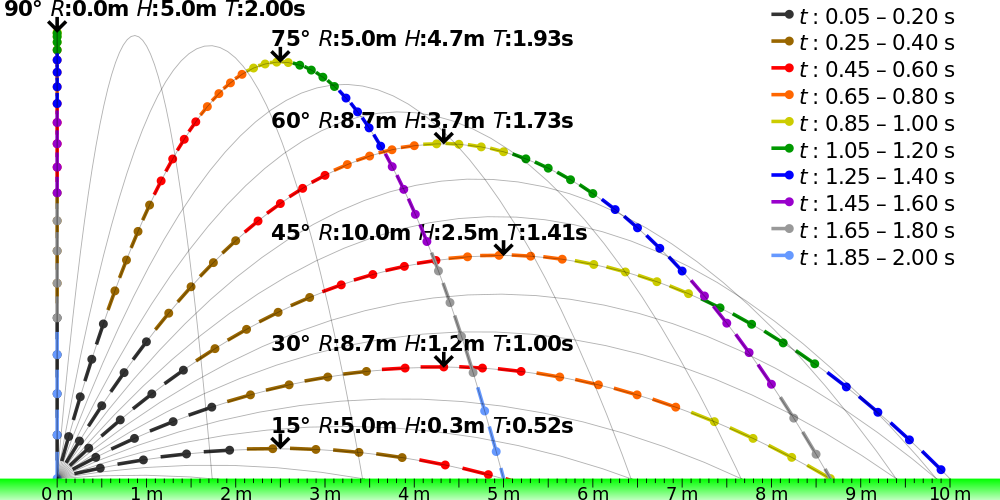 90° R:0.0m H:5.0m T:2.00s
75° R:5.0m H:4.7m T:1.93s
60° R:8.7m H:3.7m T:1.73s
45° R:10.0m H:2.5m T:1.41s
30° R:8.7m H:1.2m T:1.00s
15° R:5.0m H:0.3m T:0.52s
t : 0.05 – 0.20 s
t : 0.25 – 0.40 s
t : 0.45 – 0.60 s
t : 0.65 – 0.80 s
t : 0.85 – 1.00 s
t : 1.05 – 1.20 s
t : 1.25 – 1.40 s
t : 1.45 – 1.60 s
t : 1.65 – 1.80 s
t : 1.85 – 2.00 s
0 m 1 m 2 m 3 m 4 m 5 m 6 m 7 m 8 m 9 m 10 m